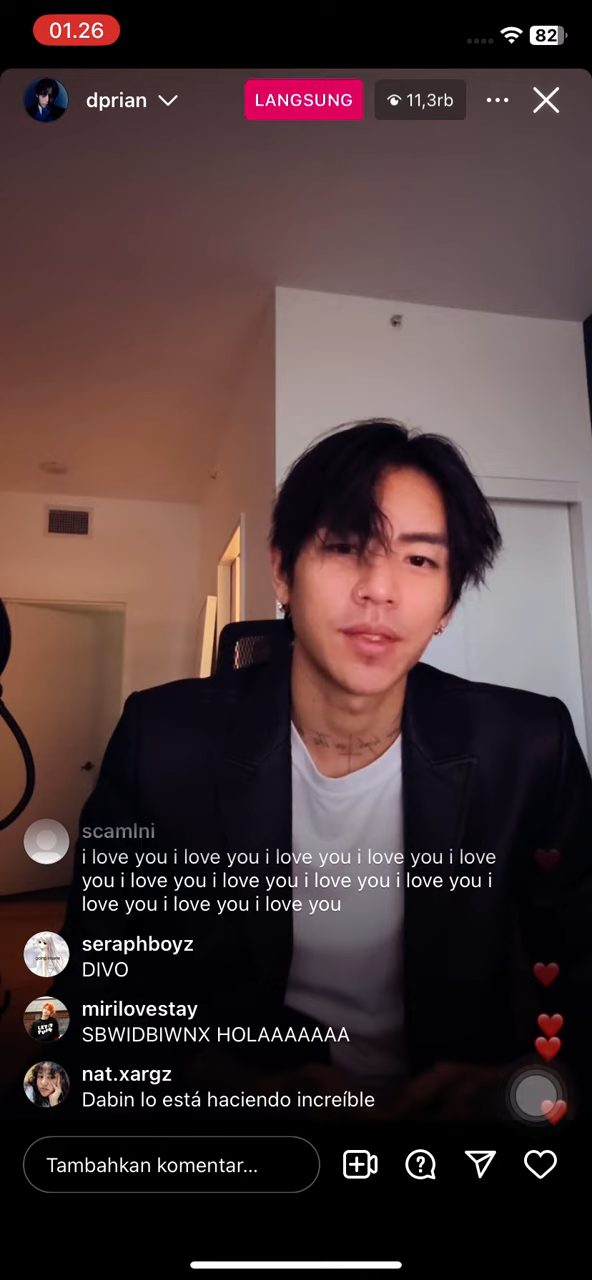 01.26
82
dprian
LANGSUNG
11,3rb
scamlni
i love you i love you i love you i love you i love
you i love you i love you i love you i love you i
love you i love you i love you
seraphboyz
DIVO
mirilovestay
SBWIDBIWNX HOLAAAAAAA
nat.xargz
Dabin lo está haciendo increíble
Tambahkan komentar...